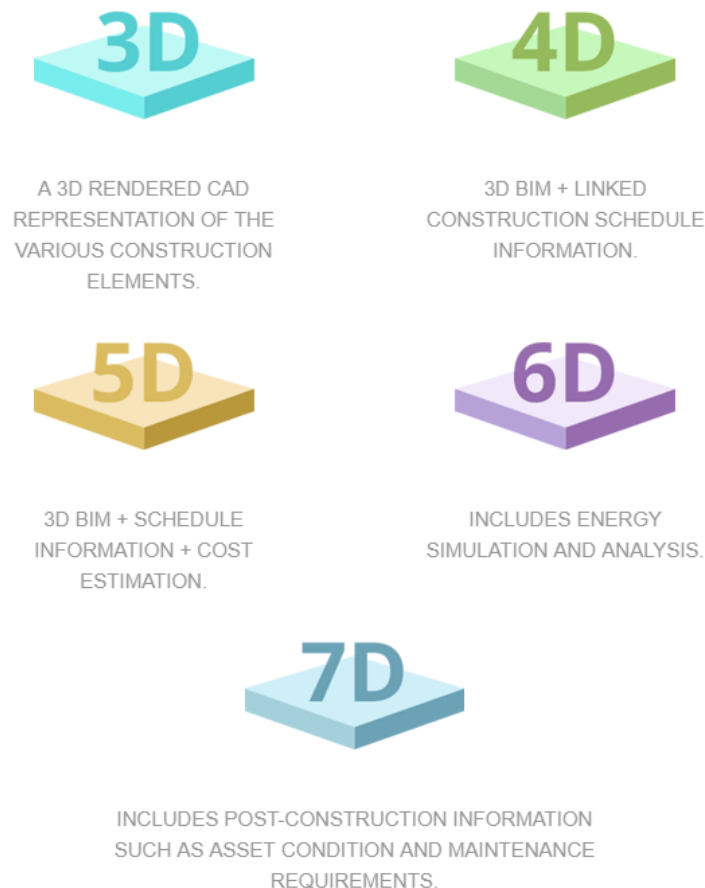 3D
A 3D RENDERED CAD
REPRESENTATION OF THE
VARIOUS CONSTRUCTION
ELEMENTS.
4D
3D BIM + LINKED
CONSTRUCTION SCHEDULE
INFORMATION.
5D
3D BIM + SCHEDULE
INFORMATION + COST
ESTIMATION.
6D
INCLUDES ENERGY
SIMULATION AND ANALYSIS.
7D
INCLUDES POST-CONSTRUCTION INFORMATION
SUCH AS ASSET CONDITION AND MAINTENANCE
REQUIREMENTS.